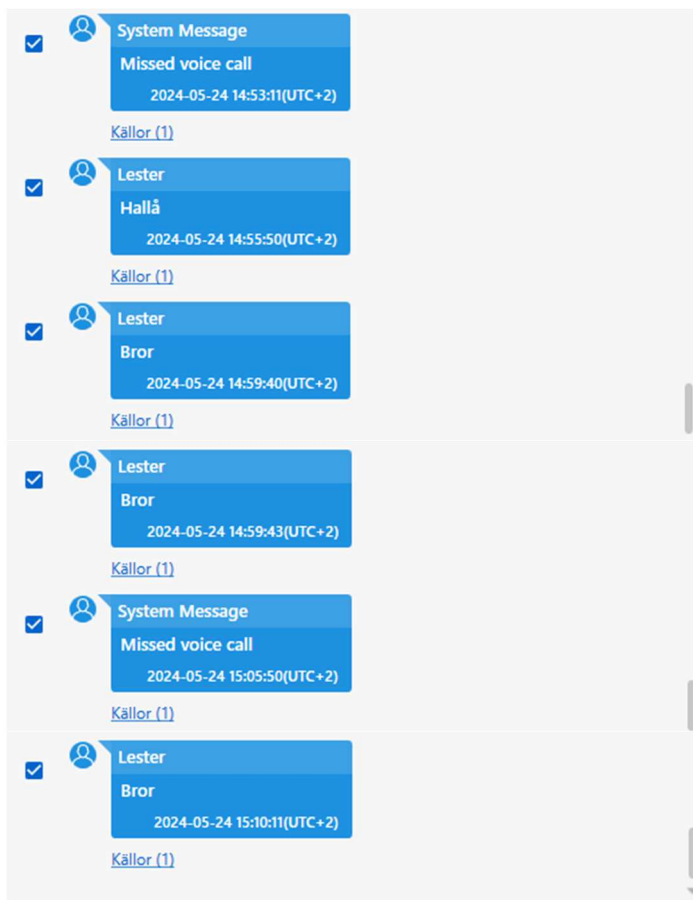 System Message
Missed voice call
2024-05-24 14:53:11(UTC+2)
Källor (1)
Lester
Hallå
2024-05-24 14:55:50(UTC+2)
Källor (1)
Lester
Bror
2024-05-24 14:59:40(UTC+2)
Källor (1)
Lester
Bror
2024-05-24 14:59:43(UTC+2)
Källor (1)
System Message
Missed voice call
2024-05-24 15:05:50(UTC+2)
Källor (1)
Lester
Bror
2024-05-24 15:10:11(UTC+2)
Källor (1)